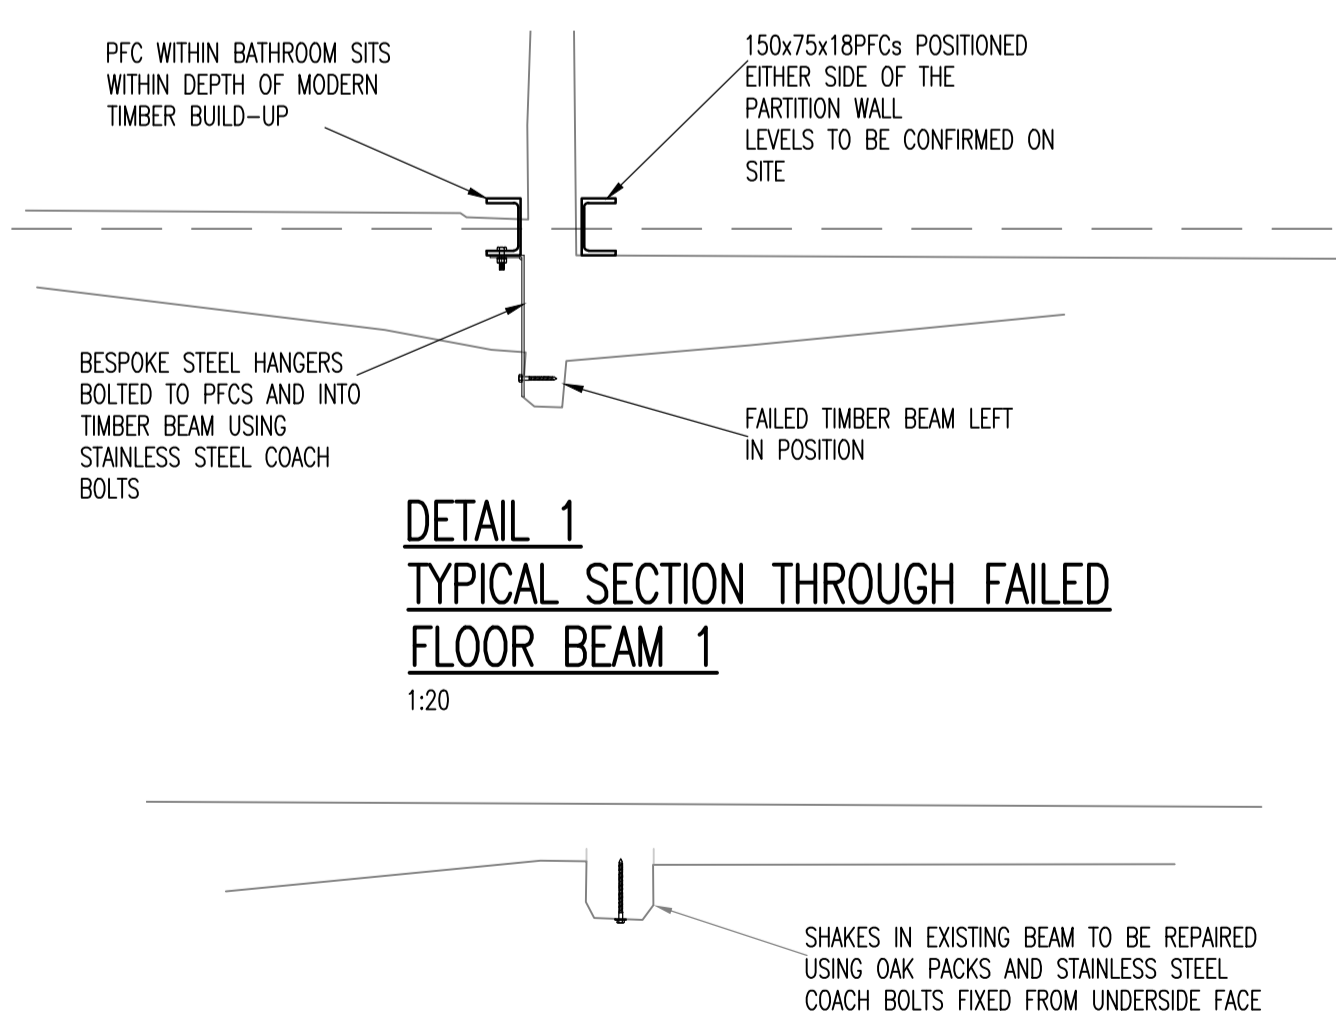 PFC WITHIN BATHROOM SITS
WITHIN DEPTH OF MODERN
TIMBER BUILD-UP
150x75x18PFCs POSITIONED
EITHER SIDE OF THE
PARTITION WALL
LEVELS TO BE CONFIRMED ON
SITE
BESPOKE STEEL HANGERS
BOLTED TO PFCS AND INTO
TIMBER BEAM USING
STAINLESS STEEL COACH
BOLTS
FAILED TIMBER BEAM LEFT
IN POSITION
DETAIL 1
TYPICAL SECTION THROUGH FAILED
FLOOR BEAM 1
1:20
SHAKES IN EXISTING BEAM TO BE REPAIRED
USING OAK PACKS AND STAINLESS STEEL
COACH BOLTS FIXED FROM UNDERSIDE FACE